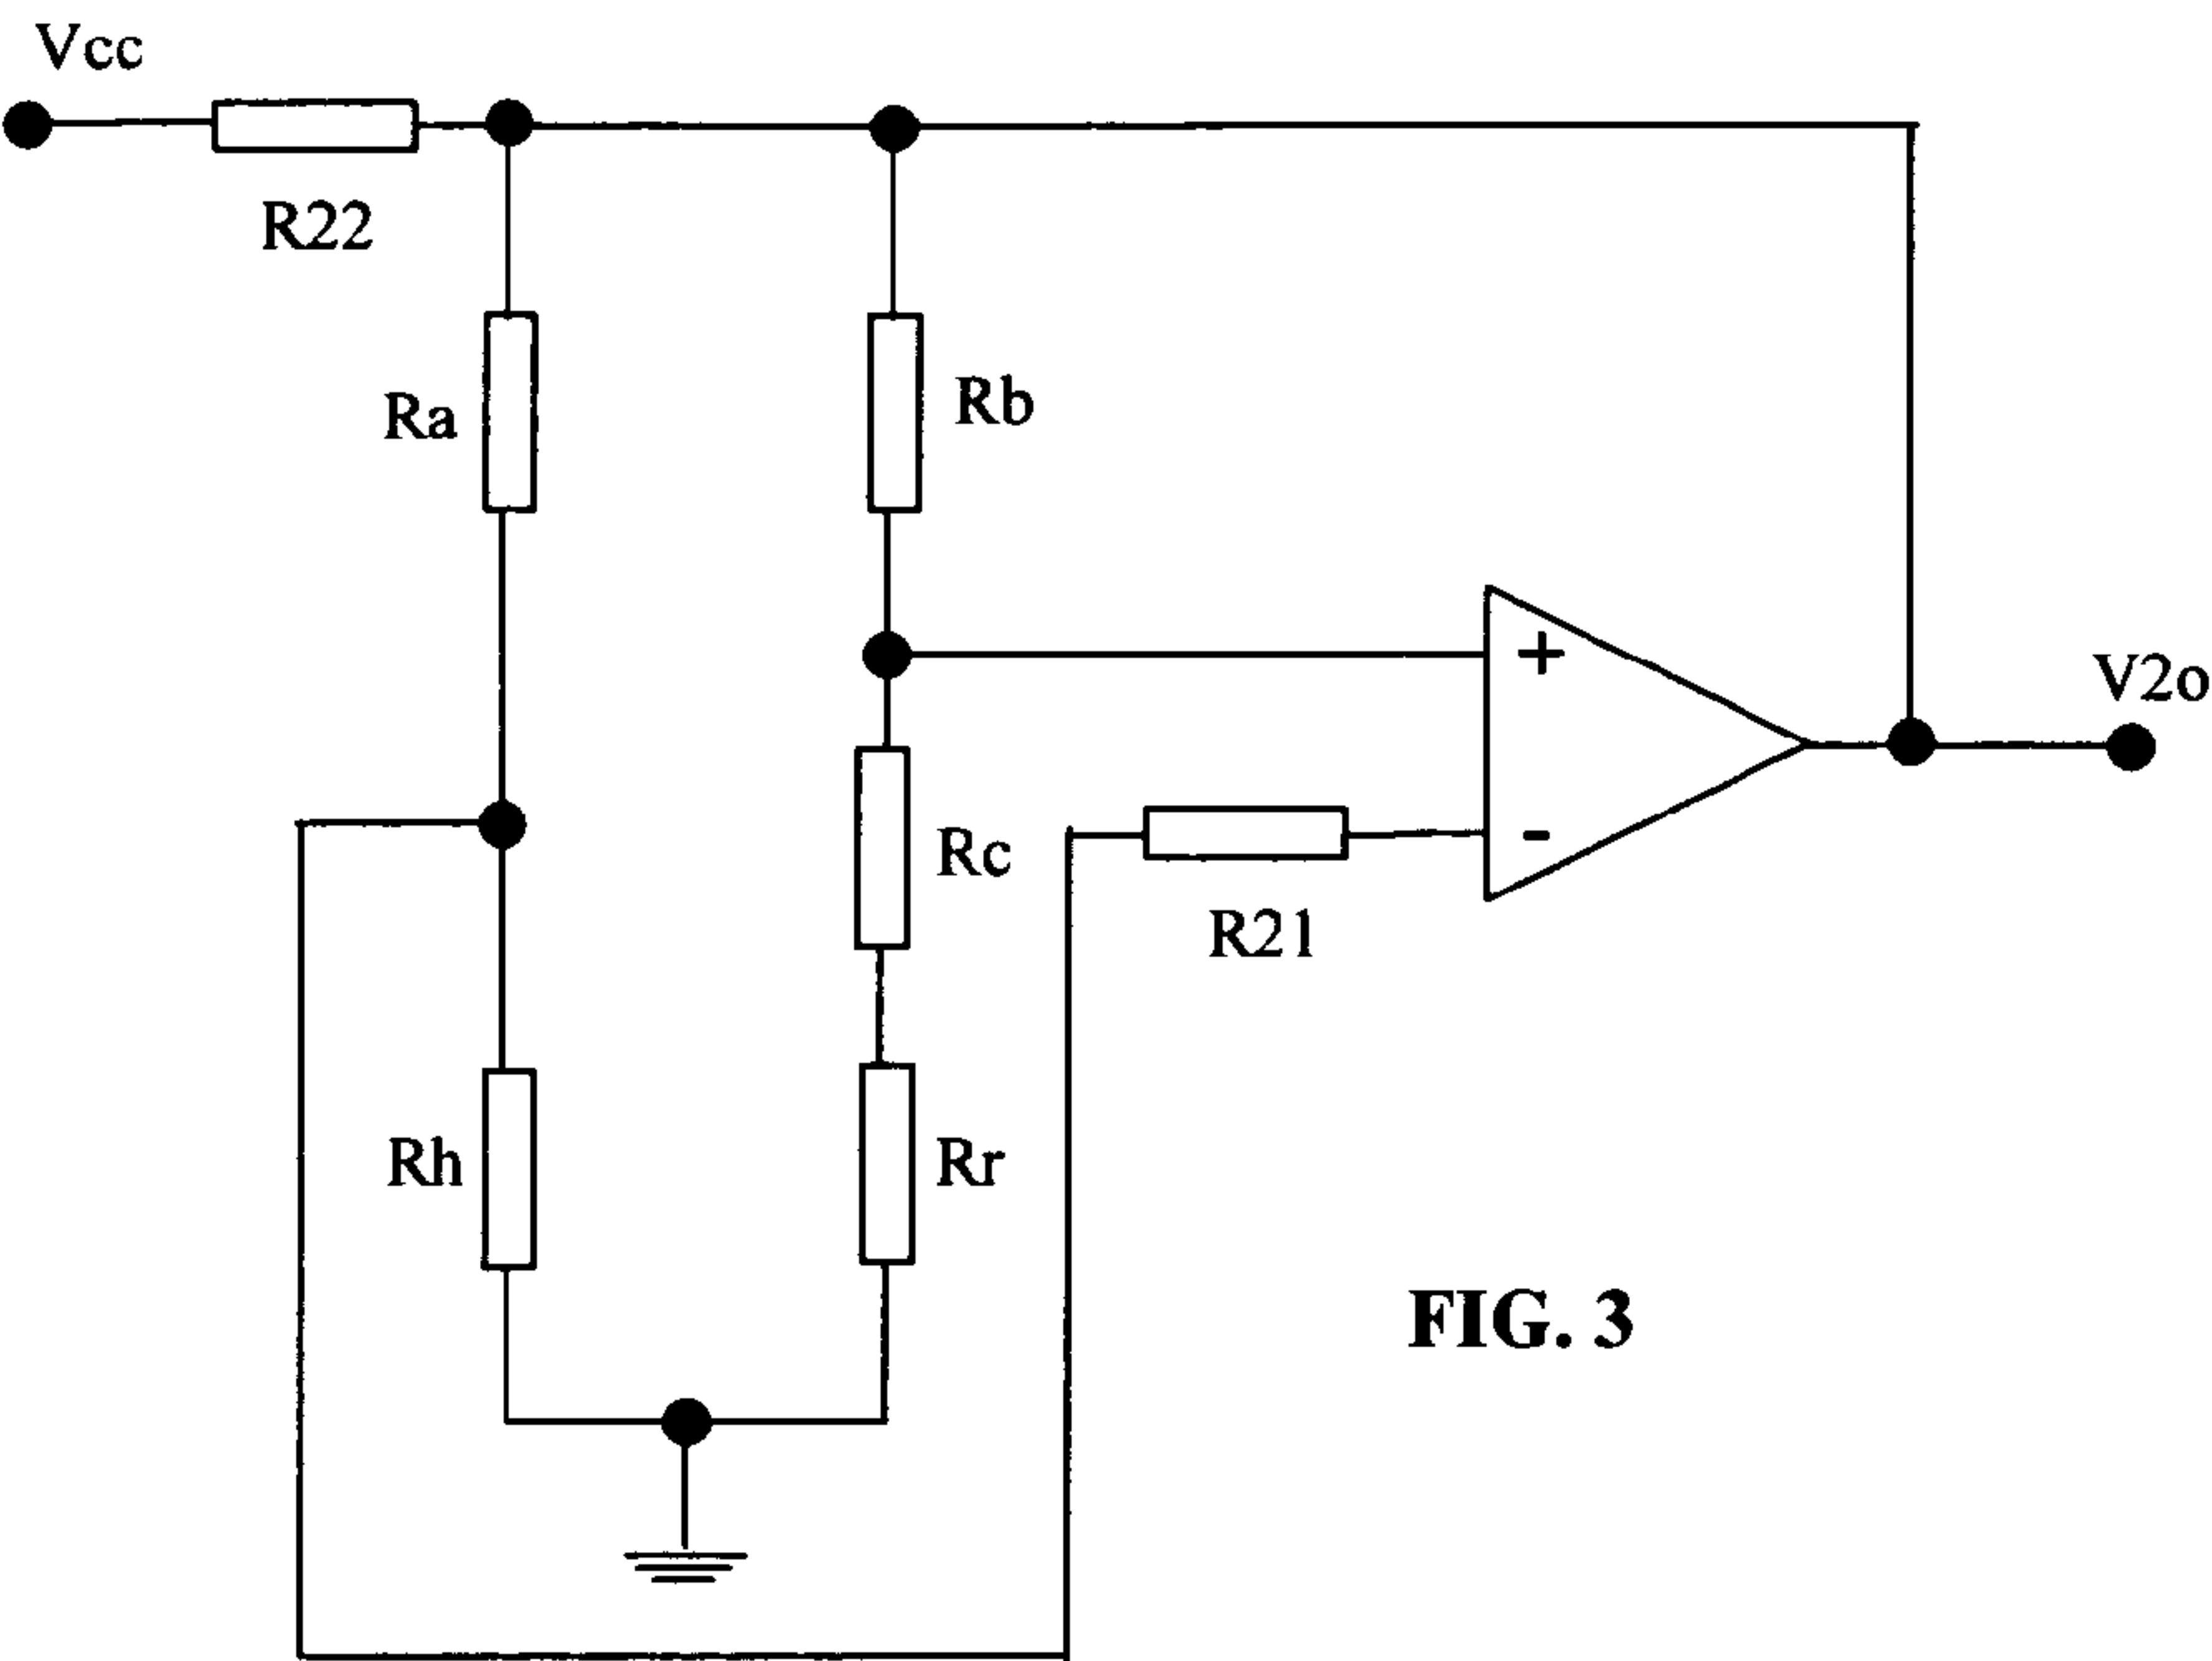 Vcc
R22
Ra
Rb
+
V2o
Rc
-
R21
Rh
Rr
FIG. 3